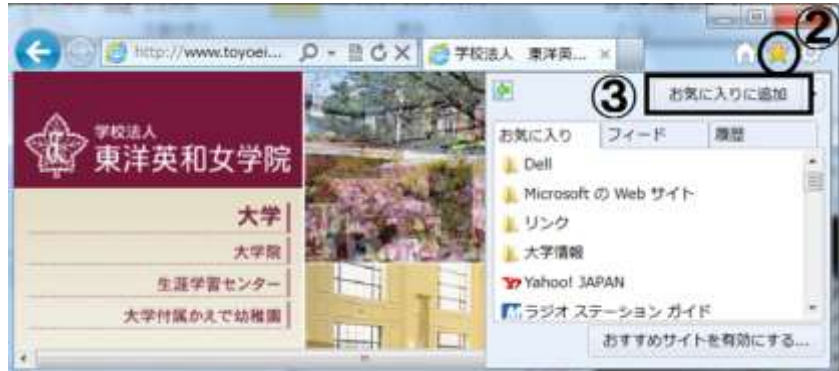 ②
http://www.toyoei...
学校法人 東洋英...
③
お気に入りに追加
学校法人
東洋英和女学院
大学
大学院
生涯学習センター
大学付属かえで幼稚園
お気に入り
フィード
履歴
Dell
Microsoft の Web サイト
リンク
大学情報
Yahoo! JAPAN
ラジオ ステーション ガイド
おすすめサイトを有効にする...